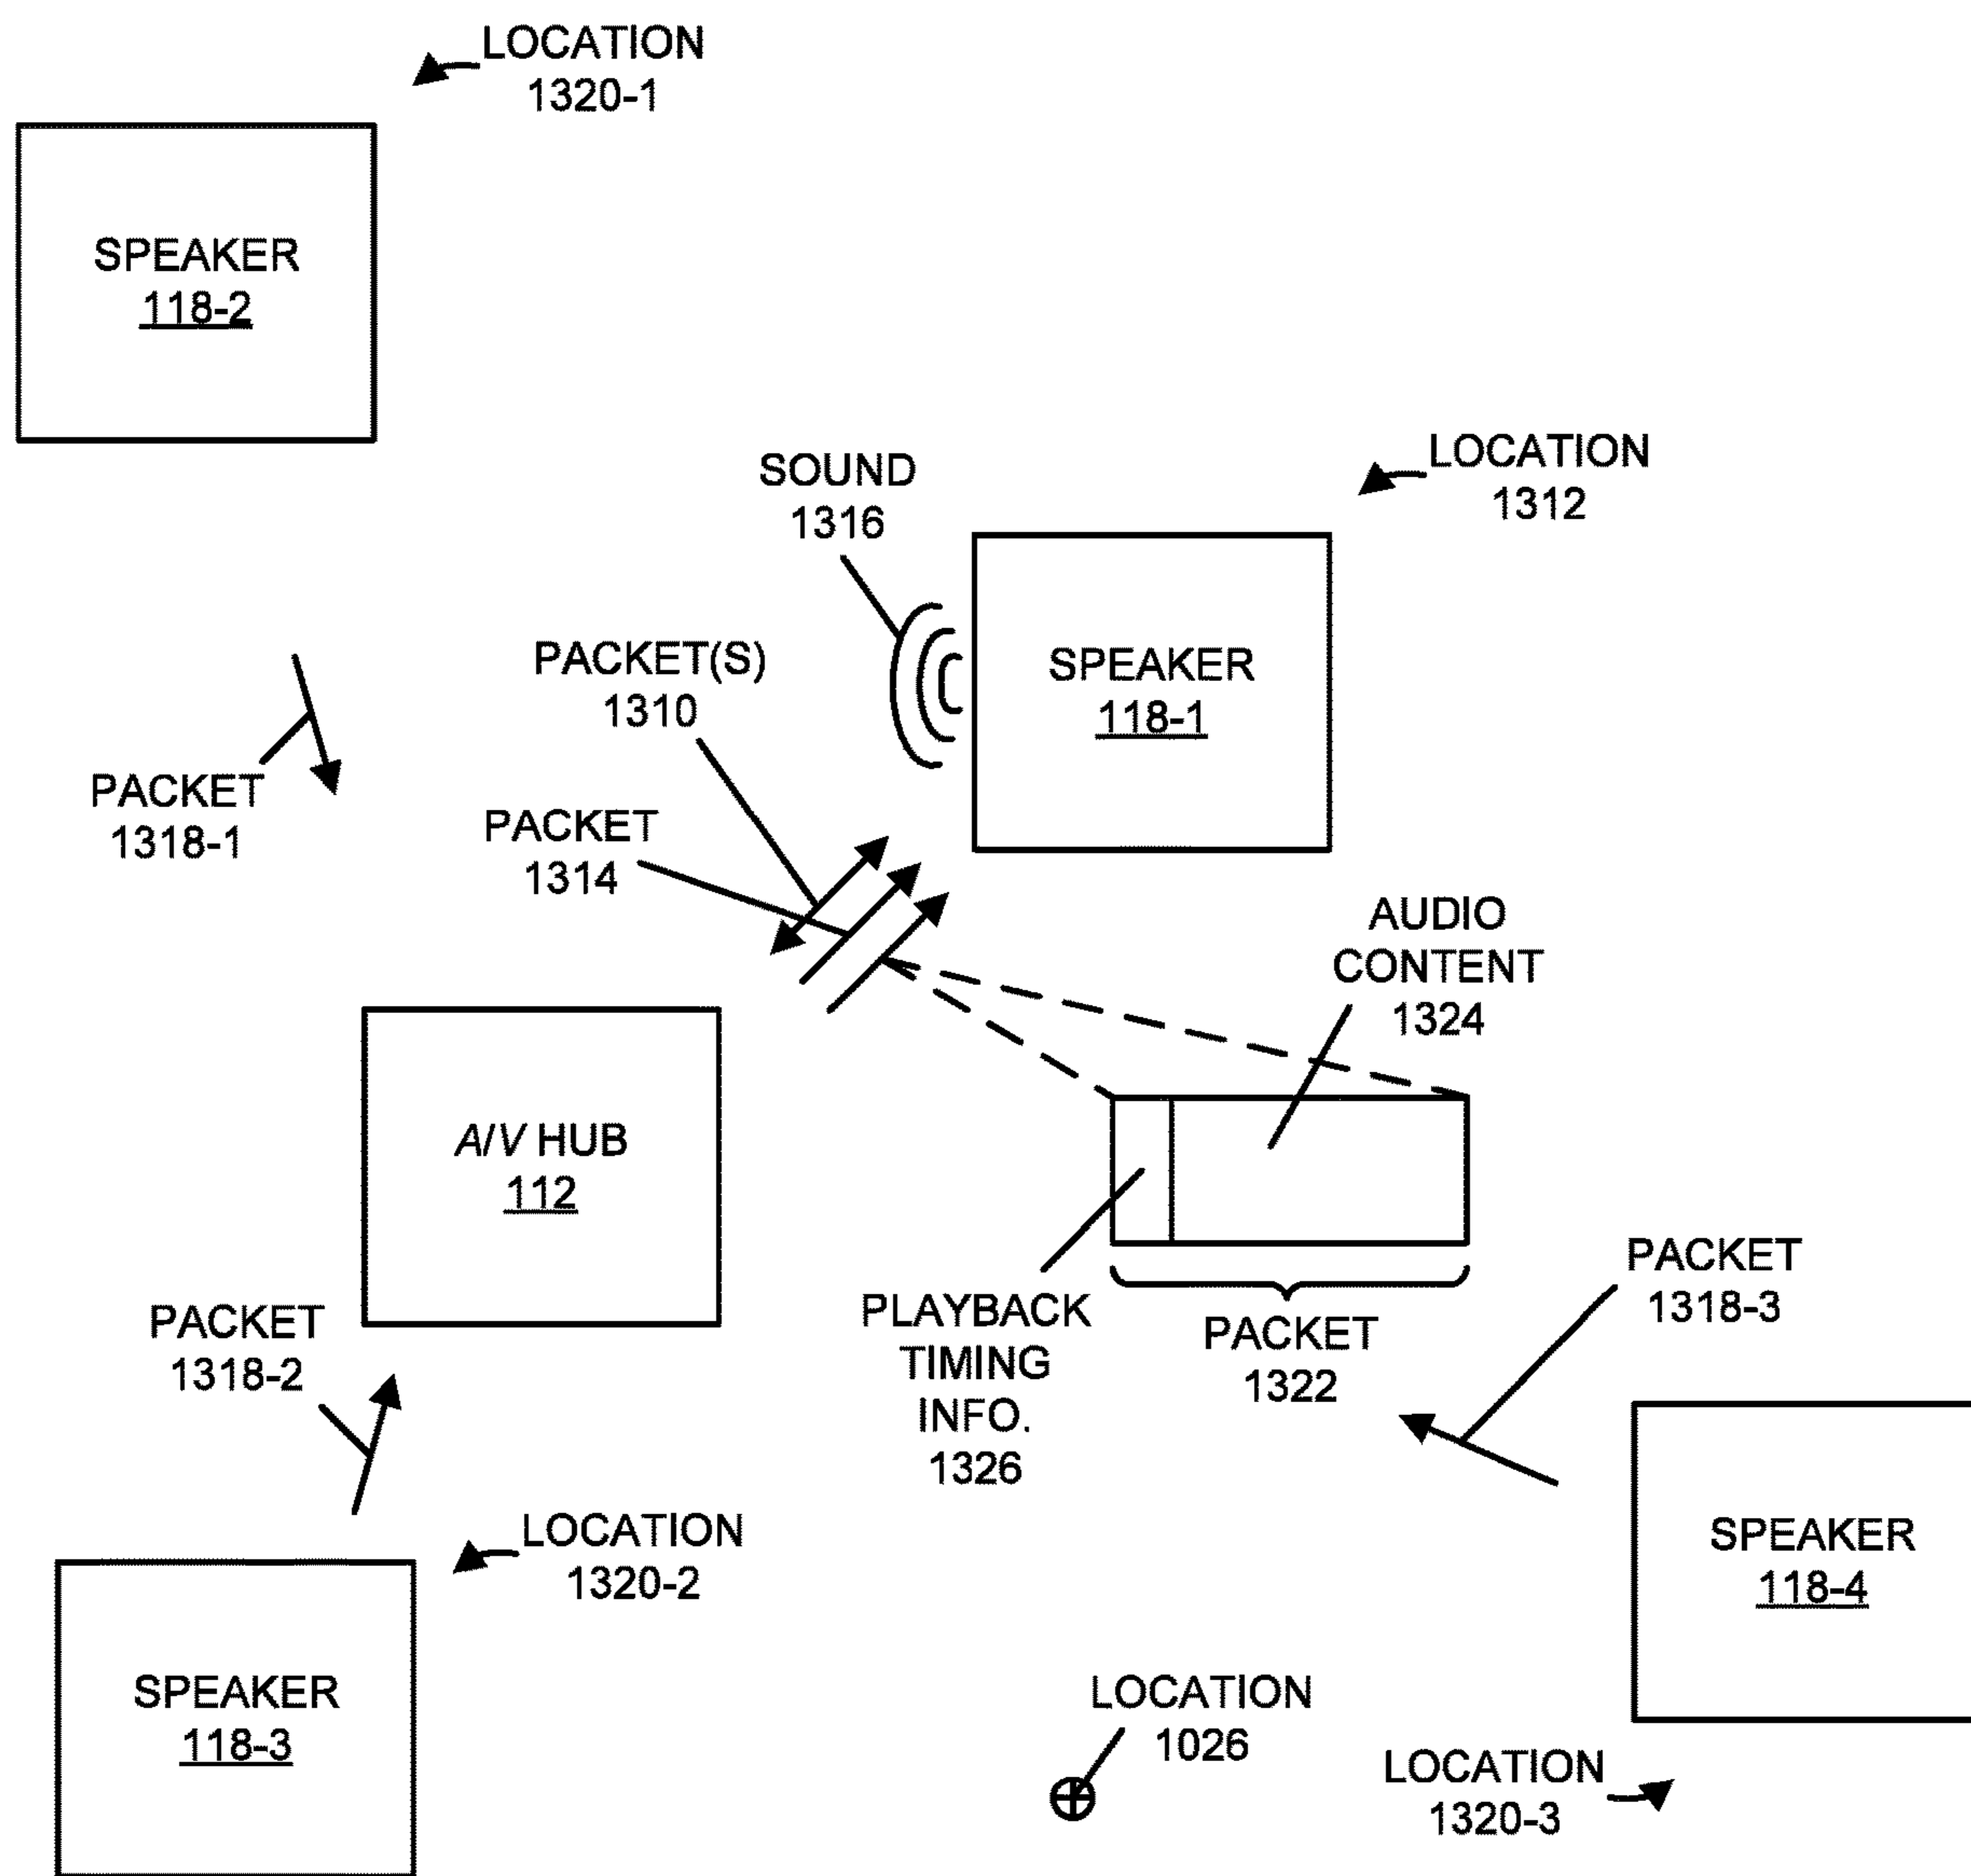 LOCATION
1320-1
SPEAKER
118-2
LOCATION
1312
SOUND
1316
SPEAKER
118-1
PACKET(S)
1310
PACKET
1318-1
PACKET
1314
AUDIO
CONTENT
1324
A/V HUB
112
PACKET
1318-2
PLAYBACK
TIMING
INFO.
1326
PACKET
1322
PACKET
1318-3
LOCATION
1320-2
SPEAKER
118-4
SPEAKER
118-3
LOCATION
1026
LOCATION
1320-3